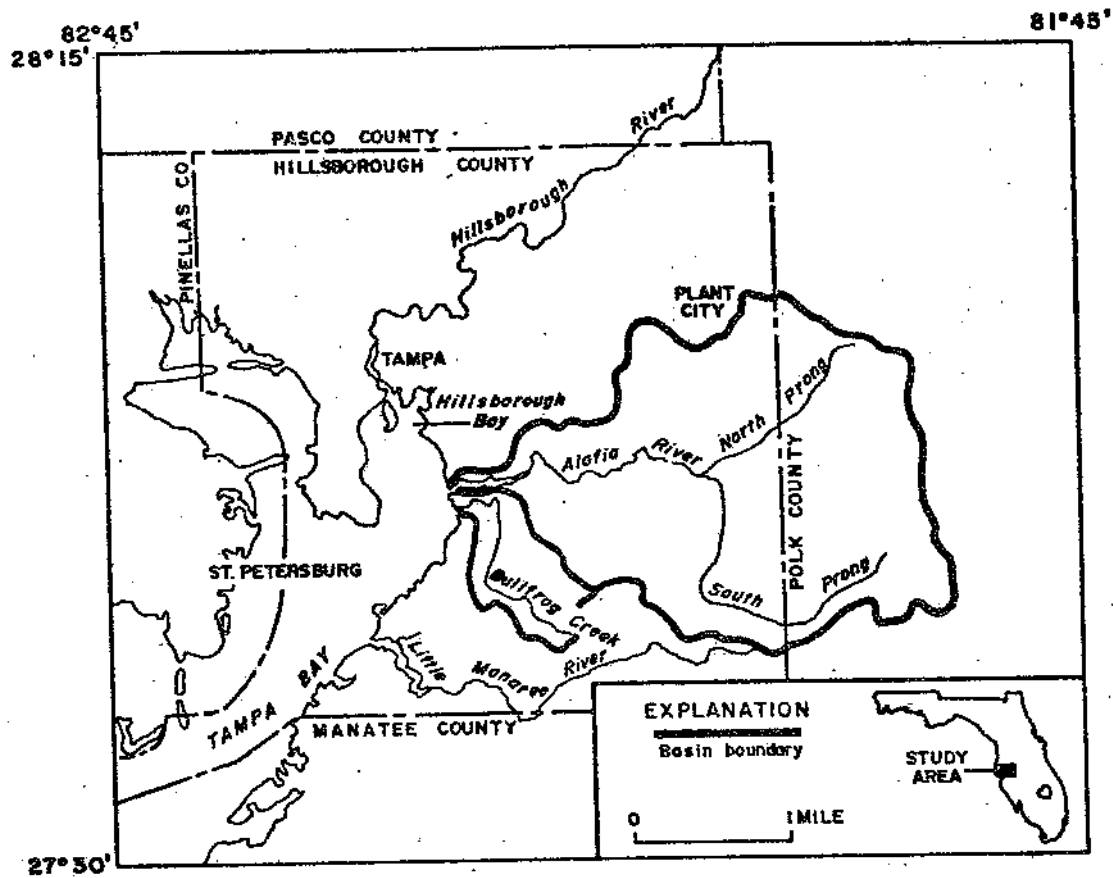 82°45'
81°45'
28°15'
River
PASCO COUNTY
HILLSBOROUGH COUNTY
PINELLAS CO
Hillsborough
PLANT
CITY
TAMPA
Hillsborough
Bay
North Prong
Alafia River
POLK COUNTY
ST. PETERSBURG
Bullfrog Creek
South Prong
Little Manatee River
TAMPA BAY
MANATEE COUNTY
EXPLANATION
Basin boundary
STUDY
AREA
0 1 MILE
27°30'